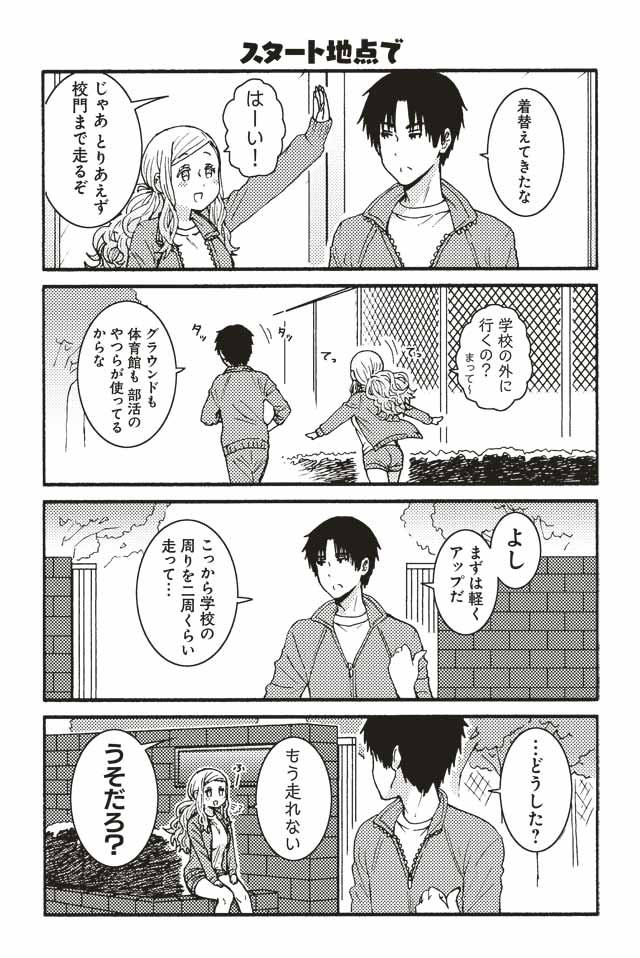 スタート地点で
着替えてきたな
はーい！
じゃあ とりあえず
校門まで走るぞ
学校の外に
行くの？
まって～
てっ
タッ
タッ
グラウンドも
体育館も 部活の
やつらが使ってる
からな
よし
まずは軽く
アップだ
こっから学校の
周りを二周くらい
走って…
…どうした？
もう走れない
ふぅ
うそだろ？